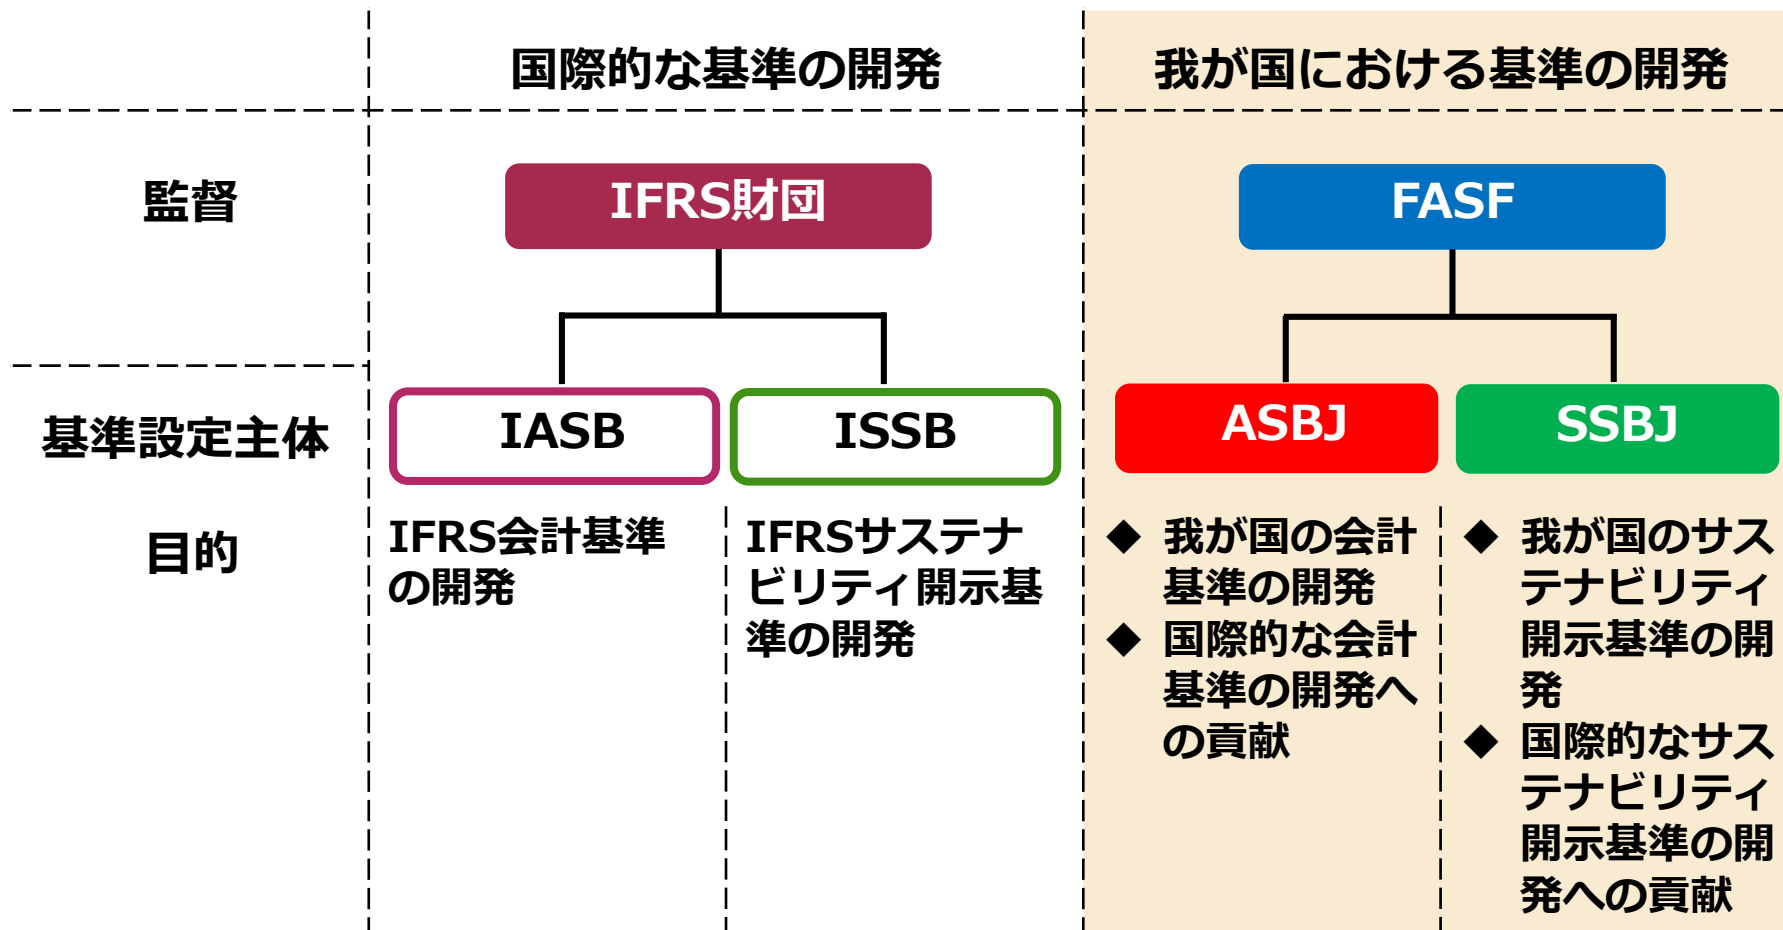 国際的な基準の開発
我が国における基準の開発
監督
IFRS財団
FASF
基準設定主体
IASB
ISSB
ASBJ
SSBJ
目的
IFRS会計基準
の開発
IFRSサステナ
ビリティ開示基
準の開発
◆ 我が国の会計
基準の開発
◆ 国際的な会計
基準の開発へ
の貢献
◆ 我が国のサス
テナビリティ
開示基準の開
発
◆ 国際的なサス
テナビリティ
開示基準の開
発への貢献